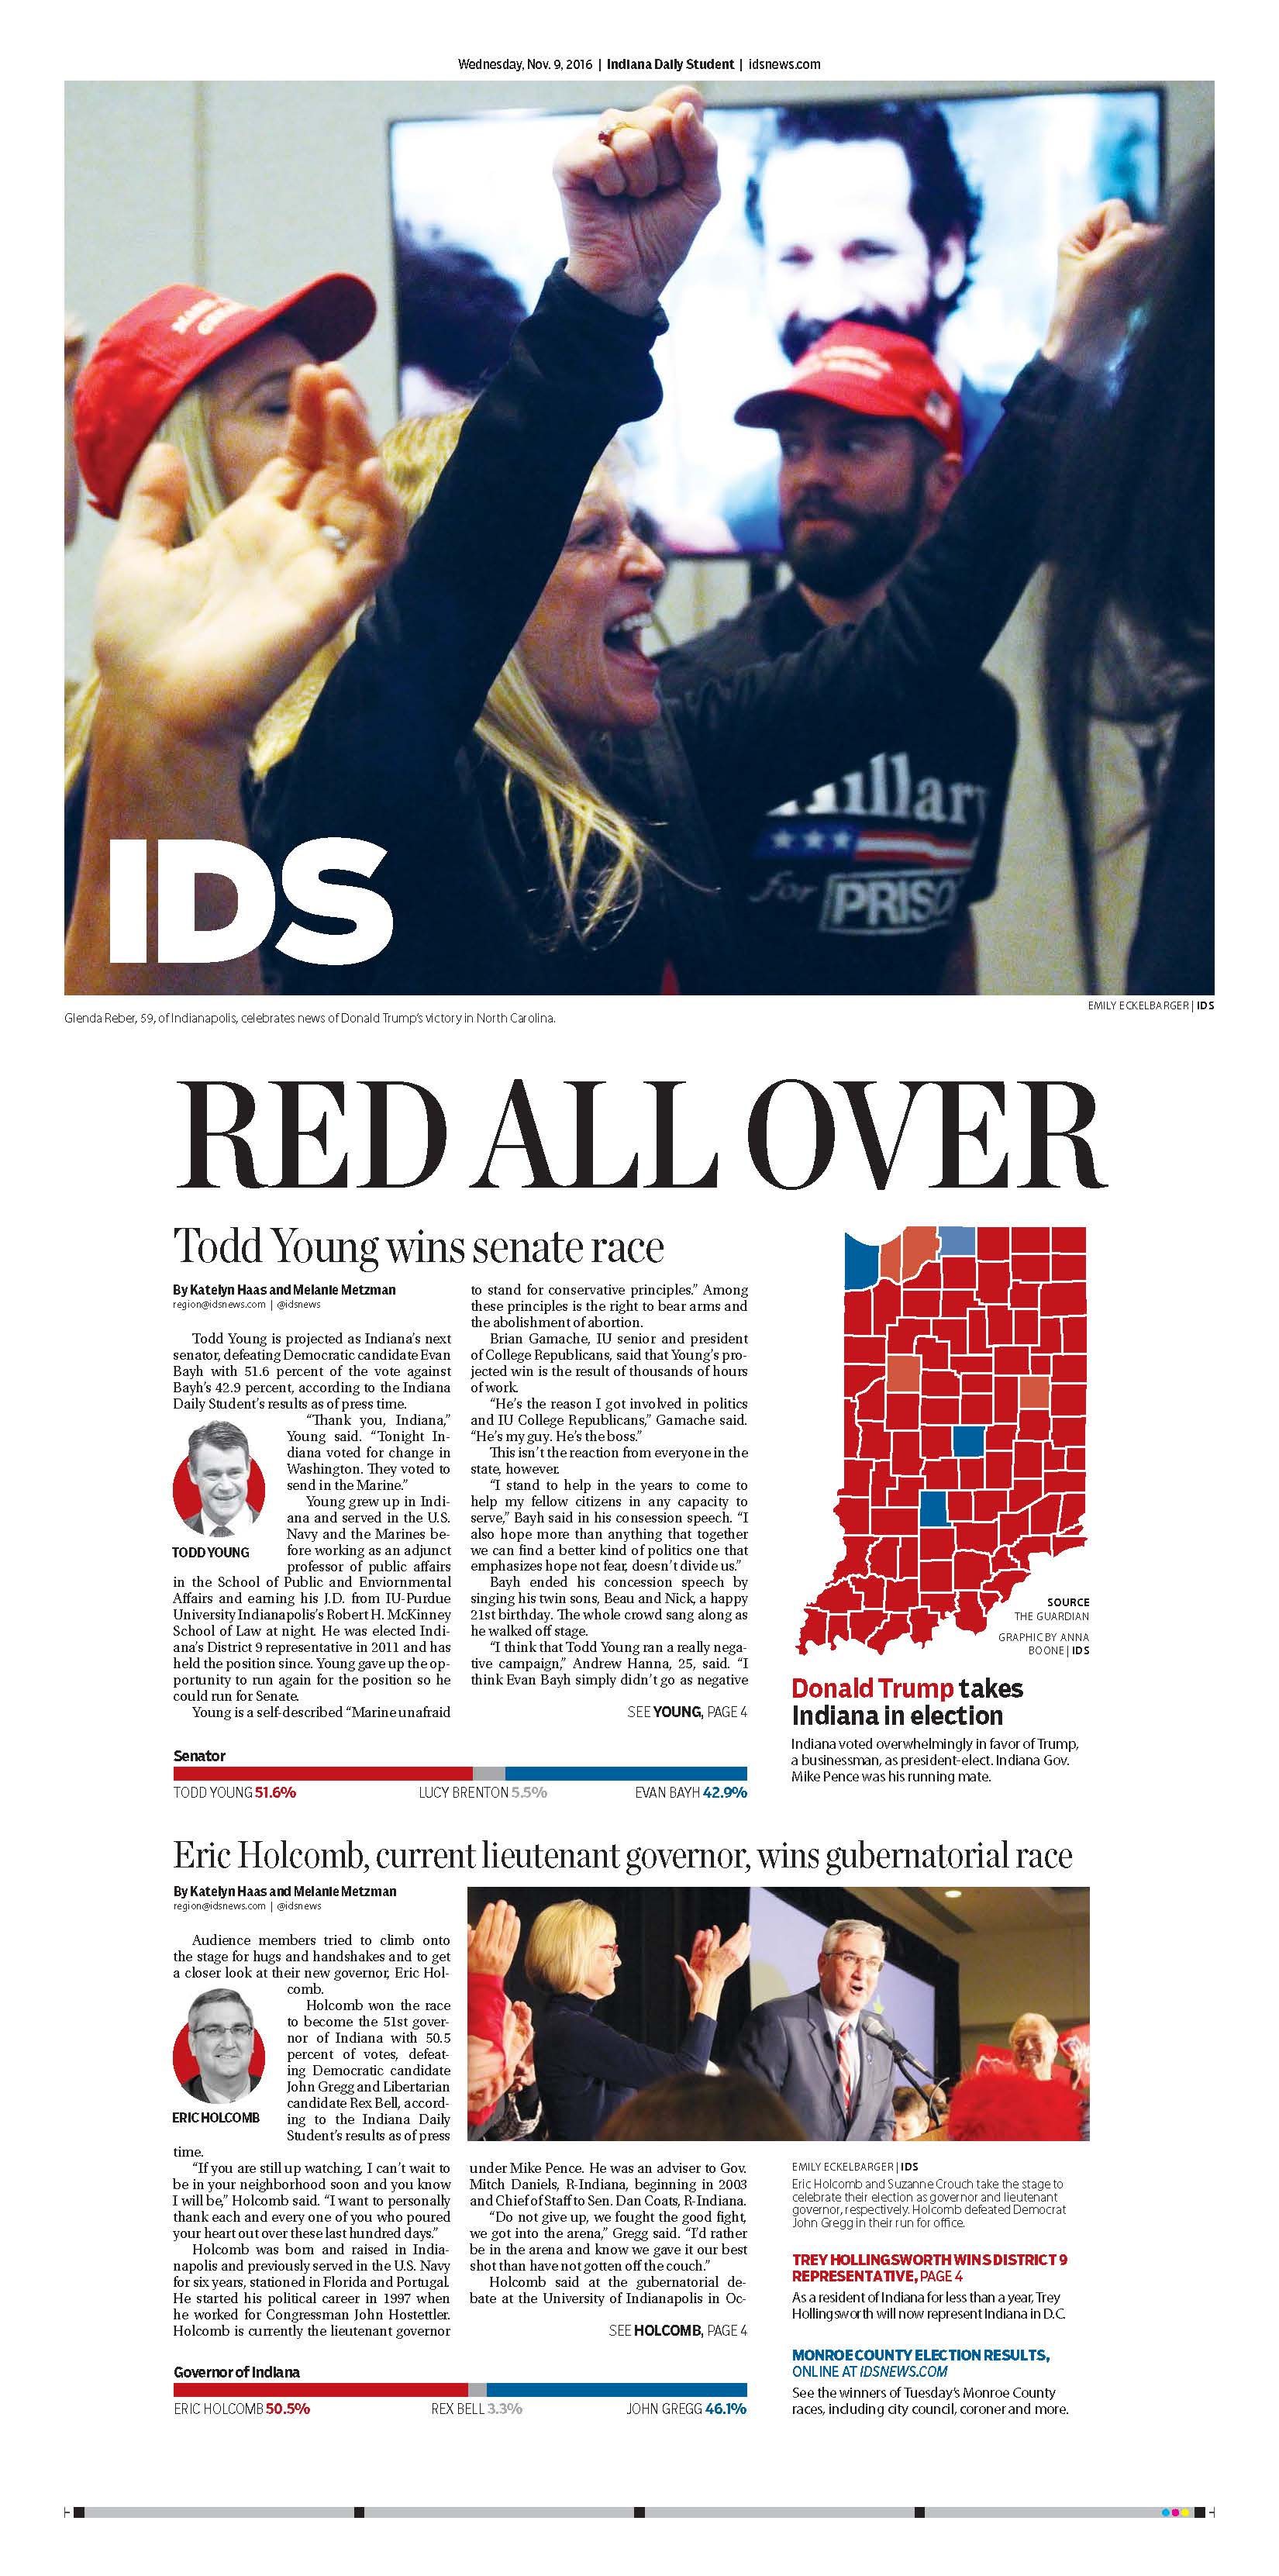 Wednesday, Nov. 9, 2016 | Indiana Daily Student | idsnews.com
illar
for PRISO
IDS
EMILY ECKELBARGER | IDS
Glenda Reber, 59, of Indianapolis, celebrates news of Donald Trump's victory in North Carolina.
RED ALL OVER
Todd Young wins senate race
By Katelyn Haas and Melanie Metzman
region@idsnews.com | @idsnews
Todd Young is projected as Indiana's next
senator, defeating Democratic candidate Evan
Bayh with 51.6 percent of the vote against
Bayh's 42.9 percent, according to the Indiana
Daily Student's results as of press time.
"Thank you, Indiana,"
Young said. "Tonight In-
diana voted for change in
Washington. They voted to
send in the Marine."
Young grew up in Indi-
ana and served in the U.S.
Navy and the Marines be-
fore working as an adjunct
professor of public affairs
TODD YOUNG
in the School of Public and Enviornmental
Affairs and earning his J.D. from IU-Purdue
University Indianapolis's Robert H. McKinney
School of Law at night. He was elected Indi-
ana's District 9 representative in 2011 and has
held the position since. Young gave up the op-
portunity to run again for the position so he
could run for Senate.
Young is a self-described "Marine unafraid
to stand for conservative principles." Among
these principles is the right to bear arms and
the abolishment of abortion.
Brian Gamache, IU senior and president
of College Republicans, said that Young's pro-
jected win is the result of thousands of hours
of work.
"He's the reason I got involved in politics
and IU College Republicans," Gamache said.
"He's my guy. He's the boss."
This isn't the reaction from everyone in the
state, however.
"I stand to help in the years to come to
help my fellow citizens in any capacity to
serve," Bayh said in his consession speech. "I
also hope more than anything that together
we can find a better kind of politics one that
emphasizes hope not fear, doesn't divide us."
Bayh ended his concession speech by
singing his twin sons, Beau and Nick, a happy
21st birthday. The whole crowd sang along as
he walked off stage.
"I think that Todd Young ran a really nega-
tive campaign," Andrew Hanna, 25, said. "I
think Evan Bayh simply didn't go as negative
SEE YOUNG, PAGE 4
Senator
TODD YOUNG 51.6%
LUCY BRENTON 5.5%
EVAN BAYH 42.9%
SOURCE
THE GUARDIAN
GRAPHIC BY ANNA
BOONE | IDS
Donald Trump takes
Indiana in election
Indiana voted overwhelmingly in favor of Trump,
a businessman, as president-elect. Indiana Gov.
Mike Pence was his running mate.
Eric Holcomb, current lieutenant governor, wins gubernatorial race
By Katelyn Haas and Melanie Metzman
region@idsnews.com | @idsnews
Audience members tried to climb onto
the stage for hugs and handshakes and to get
a closer look at their new governor, Eric Hol-
comb.
Holcomb won the race
to become the 51st gover-
nor of Indiana with 50.5
percent of votes, defeat-
ing Democratic candidate
John Gregg and Libertarian
candidate Rex Bell, accord-
ing to the Indiana Daily
Student's results as of press
ERIC HOLCOMB
time.
"If you are still up watching, I can't wait to
be in your neighborhood soon and you know
I will be," Holcomb said. "I want to personally
thank each and every one of you who poured
your heart out over these last hundred days."
Holcomb was born and raised in India-
napolis and previously served in the U.S. Navy
for six years, stationed in Florida and Portugal.
He started his political career in 1997 when
he worked for Congressman John Hostettler.
Holcomb is currently the lieutenant governor
under Mike Pence. He was an adviser to Gov.
Mitch Daniels, R-Indiana, beginning in 2003
and Chief of Staff to Sen. Dan Coats, R-Indiana.
"Do not give up, we fought the good fight,
we got into the arena," Gregg said. "I'd rather
be in the arena and know we gave it our best
shot than have not gotten off the couch."
Holcomb said at the gubernatorial de-
bate at the University of Indianapolis in Oc-
SEE HOLCOMB, PAGE 4
Governor of Indiana
ERIC HOLCOMB 50.5%
REX BELL 3.3%
JOHN GREGG 46.1%
EMILY ECKELBARGER | IDS
Eric Holcomb and Suzanne Crouch take the stage to
celebrate their election as governor and lieutenant
governor, respectively. Holcomb defeated Democrat
John Gregg in their run for office.
TREY HOLLINGSWORTH WINS DISTRICT 9
REPRESENTATIVE, PAGE 4
As a resident of Indiana for less than a year, Trey
Hollingsworth will now represent Indiana in D.C.
MONROE COUNTY ELECTION RESULTS,
ONLINE AT IDSNEWS.COM
See the winners of Tuesday's Monroe County
races, including city council, coroner and more.